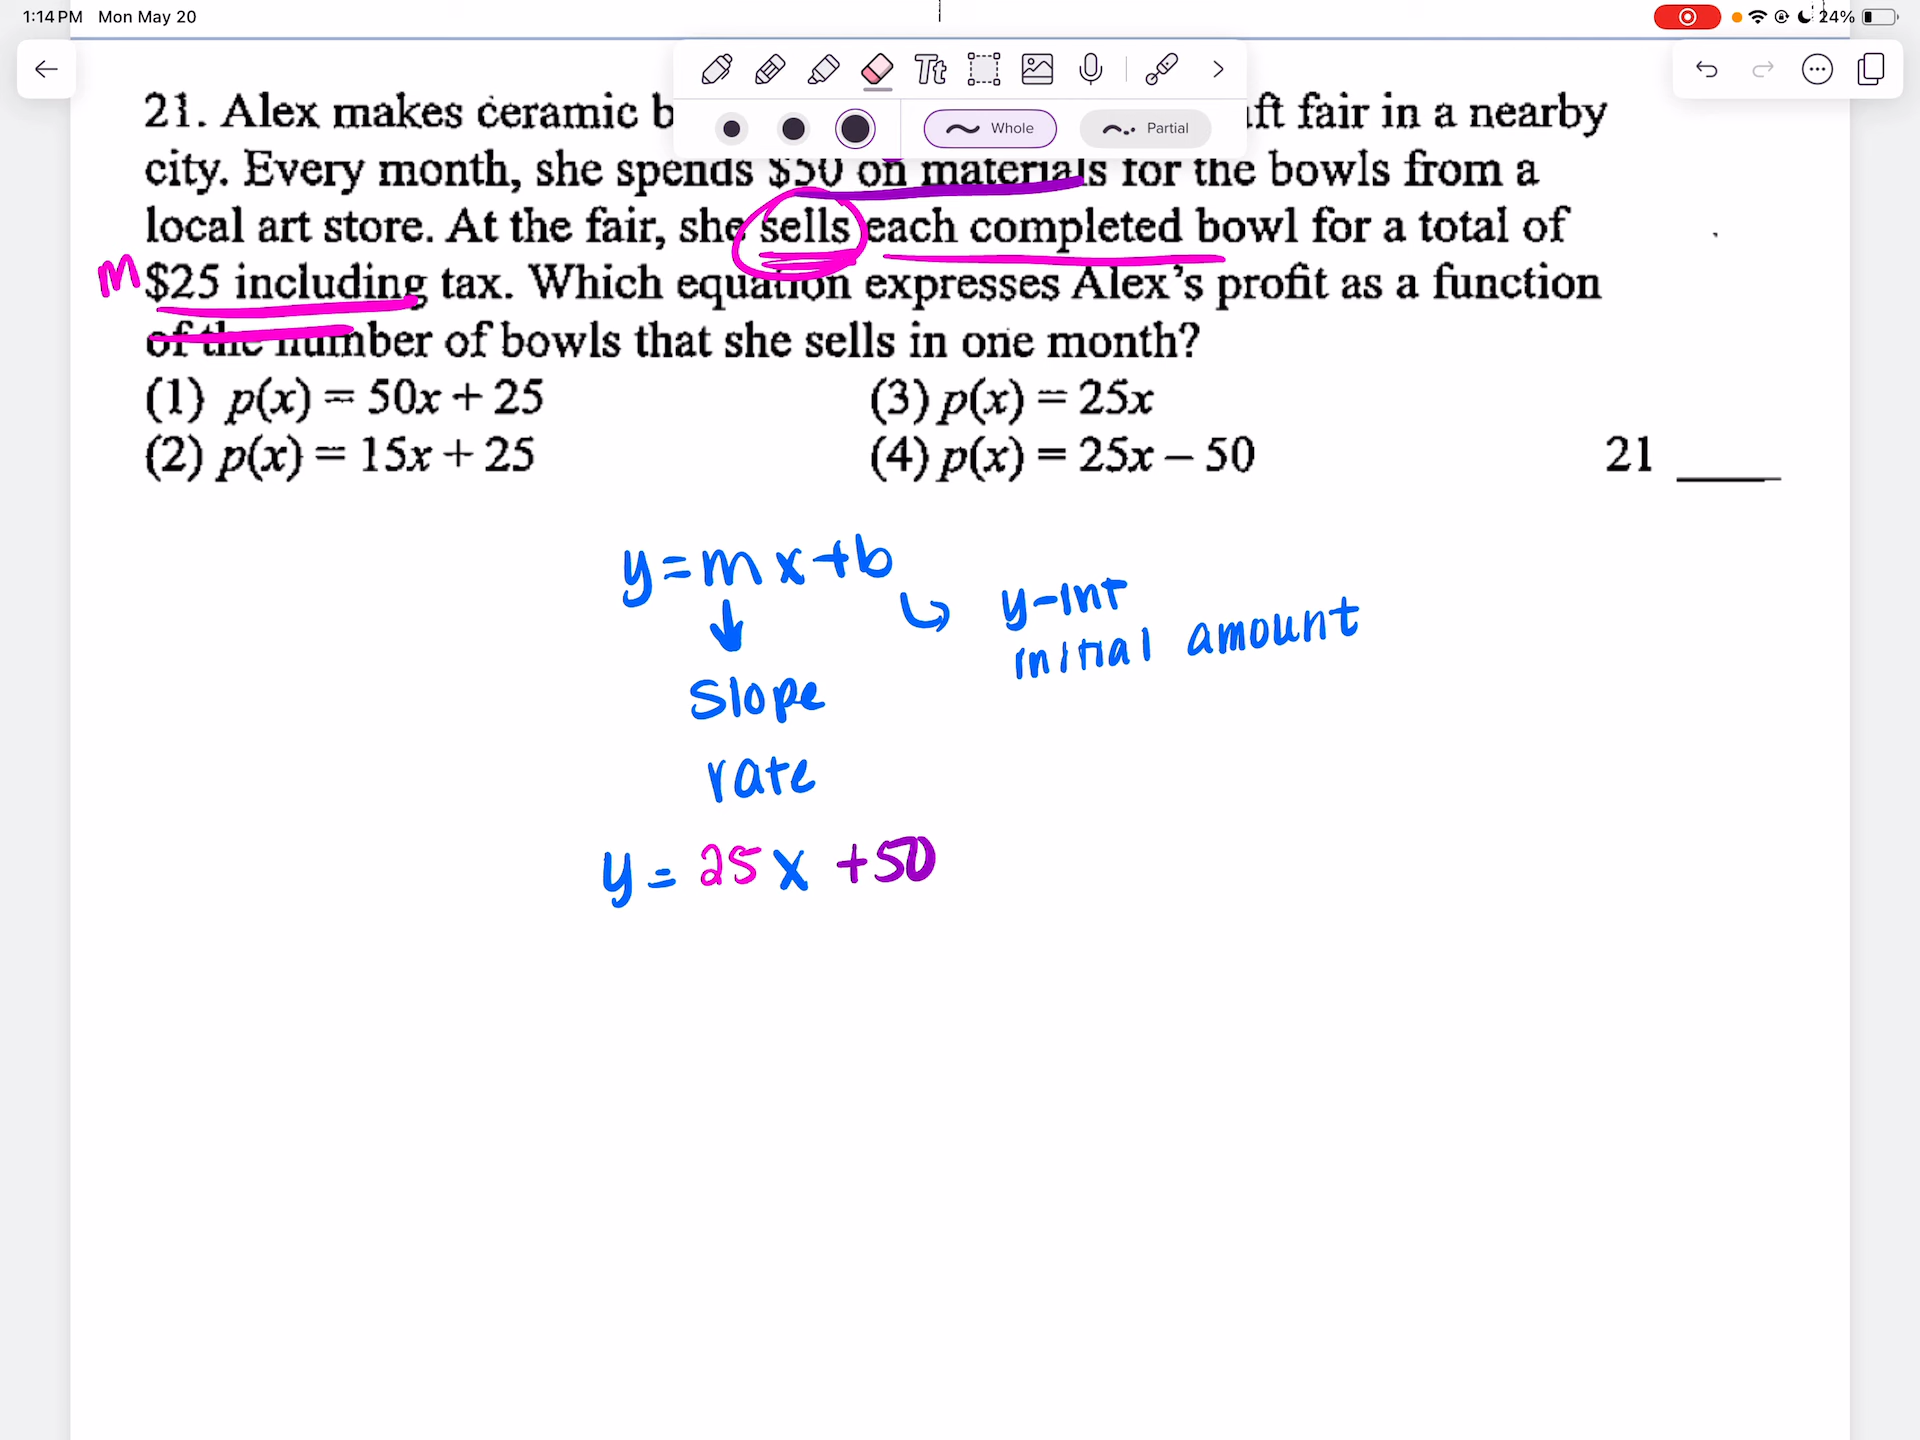 1:14 PM Mon May 20
24%
Tt
Whole
Partial
21. Alex makes ceramic b ft fair in a nearby
city. Every month, she spends $50 on materials for the bowls from a
local art store. At the fair, she sells each completed bowl for a total of
m $25 including tax. Which equation expresses Alex's profit as a function
of the number of bowls that she sells in one month?
(1) p(x) = 50x + 25 (3) p(x) = 25x
(2) p(x) = 15x + 25 (4) p(x) = 25x – 50 21 ____
y=mx+b
y-int
initial amount
slope
rate
y = 25x +50